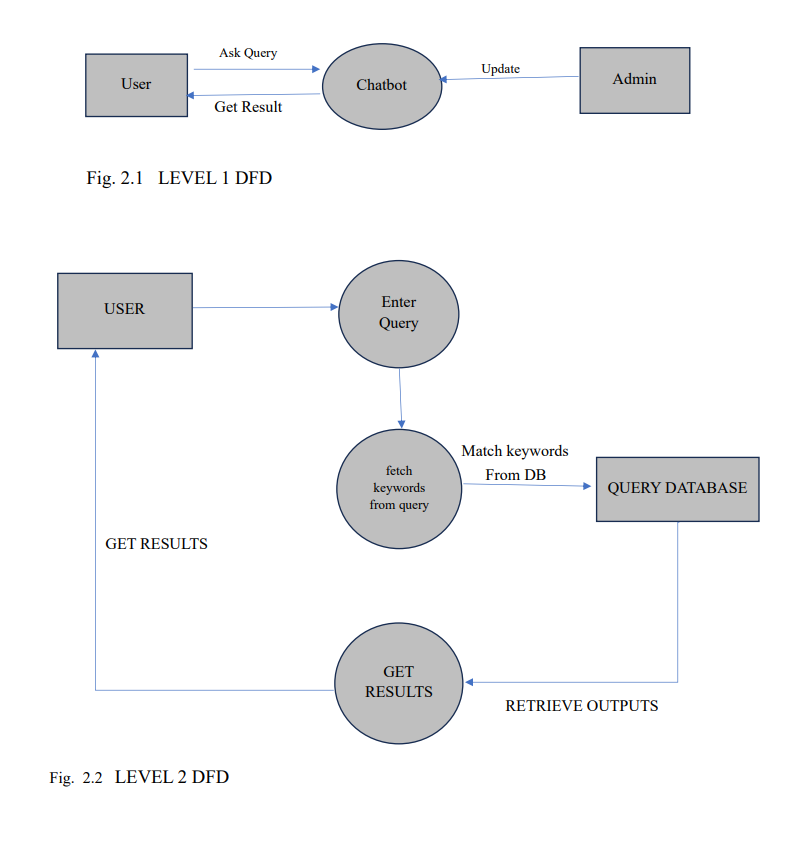 Ask Query
User
Chatbot
Update
Admin
Get Result
Fig. 2.1 LEVEL 1 DFD
USER
Enter
Query
fetch
keywords
from query
Match keywords
From DB
QUERY DATABASE
GET RESULTS
GET
RESULTS
RETRIEVE OUTPUTS
Fig. 2.2 LEVEL 2 DFD